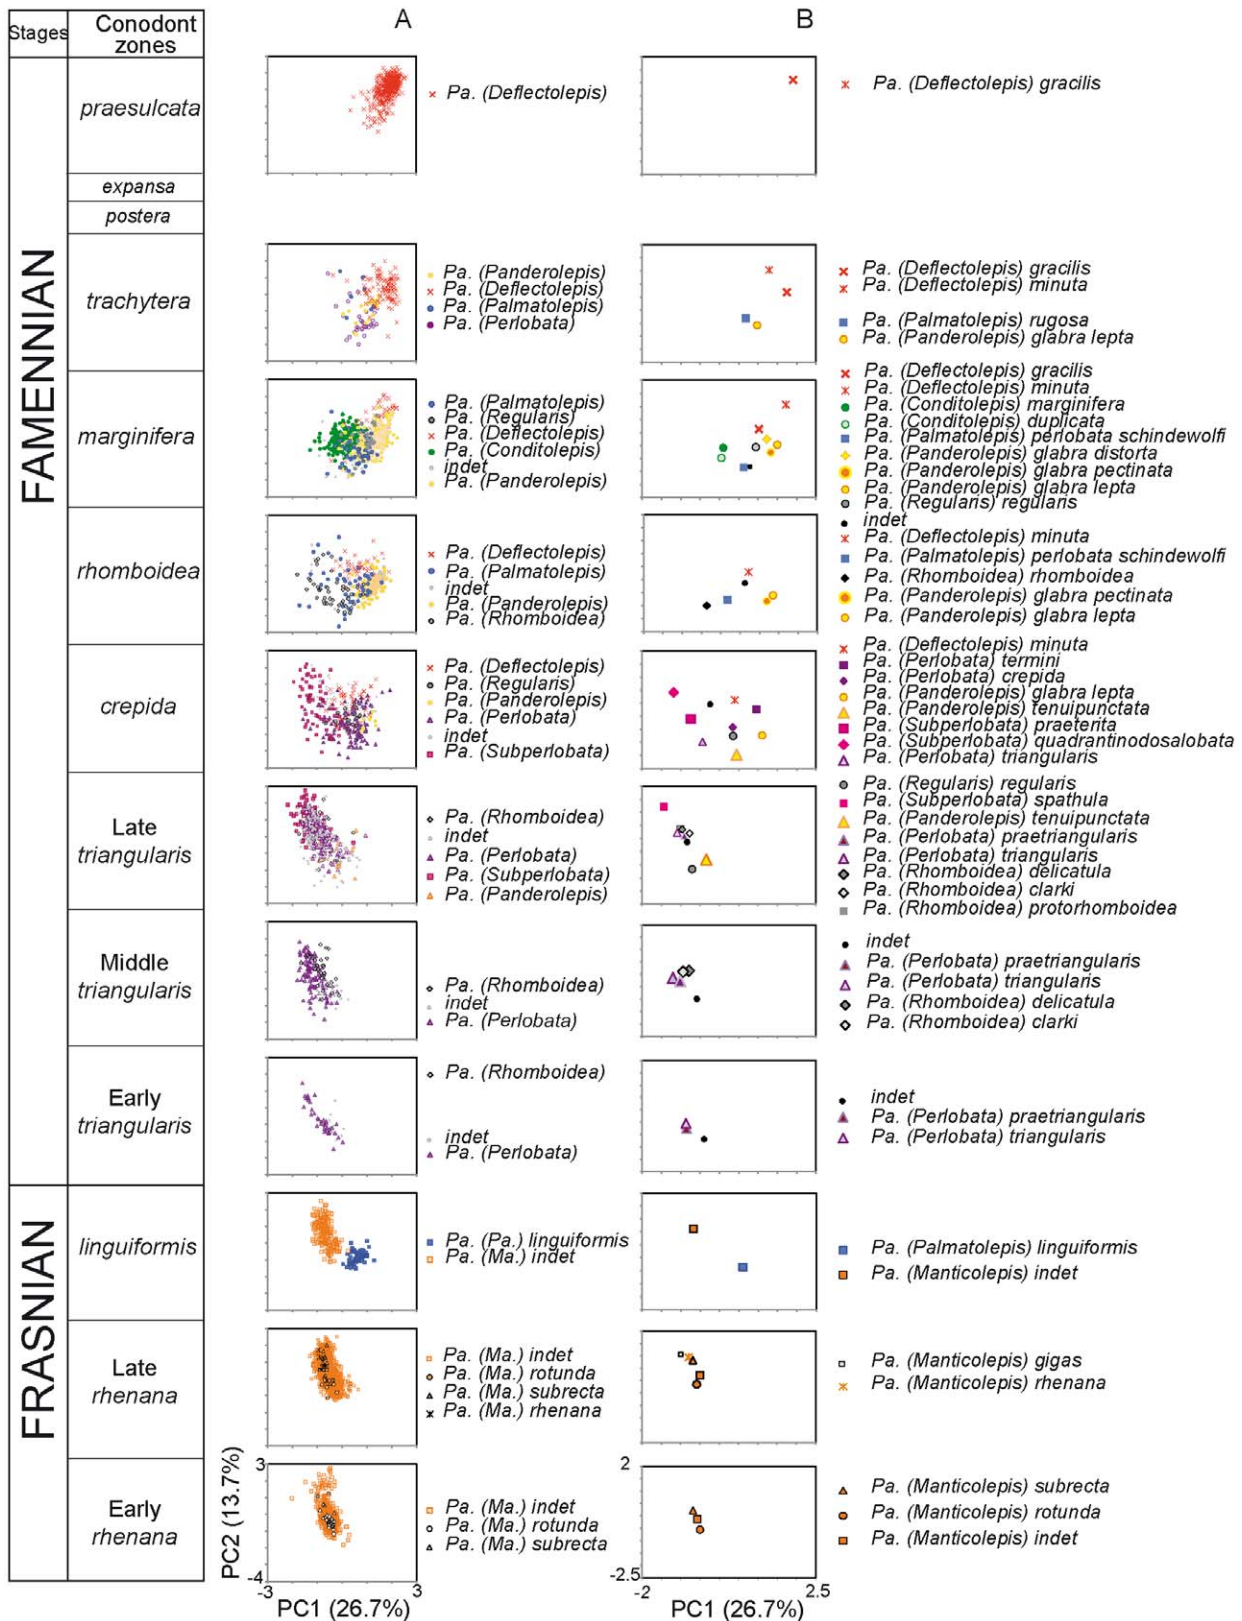 A
B
Stages
Conodont
zones
FAMENNIAN
praesulcata
Pa. (Deflectolepis)
Pa. (Deflectolepis) gracilis
expansa
postera
trachytera
Pa. (Panderolepis)
Pa. (Deflectolepis)
Pa. (Palmatolepis)
Pa. (Perlobata)
Pa. (Deflectolepis) gracilis
Pa. (Deflectolepis) minuta
Pa. (Palmatolepis) rugosa
Pa. (Panderolepis) glabra lepta
marginifera
Pa. (Palmatolepis)
Pa. (Regularis)
Pa. (Deflectolepis)
Pa. (Conditolepis)
indet
Pa. (Panderolepis)
Pa. (Deflectolepis) gracilis
Pa. (Deflectolepis) minuta
Pa. (Conditolepis) marginifera
Pa. (Conditolepis) duplicata
Pa. (Palmatolepis) perlobata schindewolfi
Pa. (Panderolepis) glabra distorta
Pa. (Panderolepis) glabra pectinata
Pa. (Panderolepis) glabra lepta
Pa. (Regularis) regularis
indet
rhomboidea
Pa. (Deflectolepis)
Pa. (Palmatolepis)
indet
Pa. (Panderolepis)
Pa. (Rhomboidea)
Pa. (Deflectolepis) minuta
Pa. (Palmatolepis) perlobata schindewolfi
Pa. (Rhomboidea) rhomboidea
Pa. (Panderolepis) glabra pectinata
Pa. (Panderolepis) glabra lepta
crepida
Pa. (Deflectolepis)
Pa. (Regularis)
Pa. (Panderolepis)
Pa. (Perlobata)
indet
Pa. (Subperlobata)
Pa. (Deflectolepis) minuta
Pa. (Perlobata) termini
Pa. (Perlobata) crepida
Pa. (Panderolepis) glabra lepta
Pa. (Panderolepis) tenuipunctata
Pa. (Subperlobata) praeterita
Pa. (Subperlobata) quadrantinodosalobata
Pa. (Perlobata) triangularis
Late
triangularis
Pa. (Rhomboidea)
indet
Pa. (Perlobata)
Pa. (Subperlobata)
Pa. (Panderolepis)
Pa. (Regularis) regularis
Pa. (Subperlobata) spathula
Pa. (Panderolepis) tenuipunctata
Pa. (Perlobata) praetriangularis
Pa. (Perlobata) triangularis
Pa. (Rhomboidea) delicatula
Pa. (Rhomboidea) clarki
Pa. (Rhomboidea) protorhomboidea
Middle
triangularis
Pa. (Rhomboidea)
indet
Pa. (Perlobata)
indet
Pa. (Perlobata) praetriangularis
Pa. (Perlobata) triangularis
Pa. (Rhomboidea) delicatula
Pa. (Rhomboidea) clarki
Early
triangularis
Pa. (Rhomboidea)
indet
Pa. (Perlobata)
indet
Pa. (Perlobata) praetriangularis
Pa. (Perlobata) triangularis
FRASNIAN
linguiformis
Pa. (Pa.) linguiformis
Pa. (Ma.) indet
Pa. (Palmatolepis) linguiformis
Pa. (Manticolepis) indet
Late
rhenana
Pa. (Ma.) indet
Pa. (Ma.) rotunda
Pa. (Ma.) subrecta
Pa. (Ma.) rhenana
Pa. (Manticolepis) gigas
Pa. (Manticolepis) rhenana
Early
rhenana
Pa. (Ma.) indet
Pa. (Ma.) rotunda
Pa. (Ma.) subrecta
Pa. (Manticolepis) subrecta
Pa. (Manticolepis) rotunda
Pa. (Manticolepis) indet
PC2 (13.7%)
3
-4
-3
3
PC1 (26.7%)
2
-2.5
-2
2.5
PC1 (26.7%)